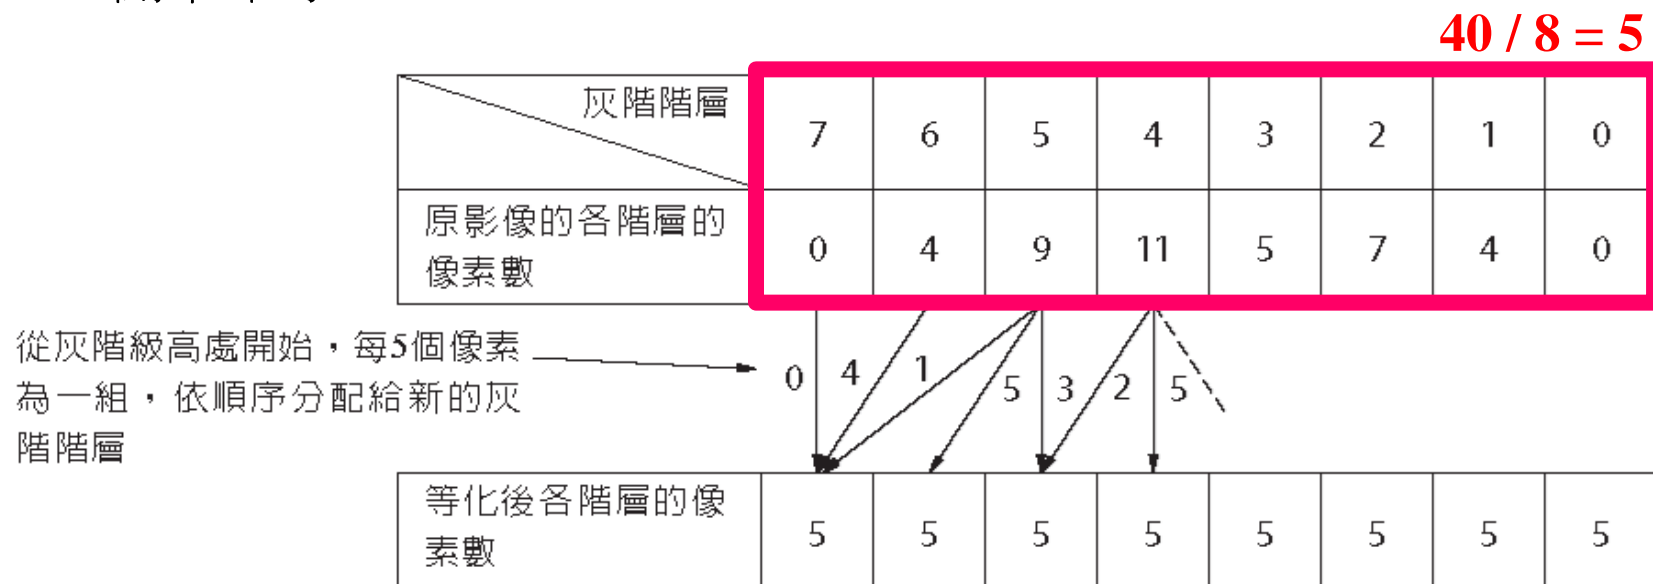 40 / 8 = 5
灰階階層 7 6 5 4 3 2 1 0
原影像的各階層的
像素數 0 4 9 11 5 7 4 0
從灰階級高處開始，每5個像素
為一組，依順序分配給新的灰
階階層
0 4 1 5 3 2 5
等化後各階層的像
素數 5 5 5 5 5 5 5 5